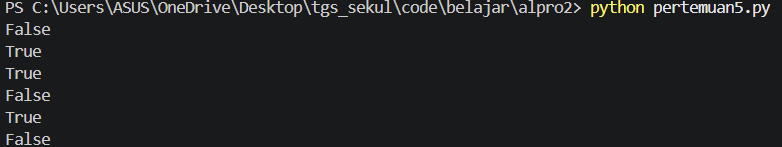 PS C:\Users\ASUS\OneDrive\Desktop\tgs_sekul\code\belajar\alpro2> python pertemuan5.py
False
True
True
False
True
False